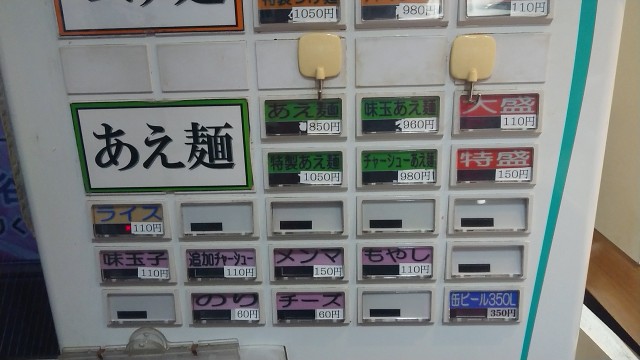 1050円
980円
110円
あえ麺
あえ麺
850円
味玉あえ麺
960円
大盛
110円
特製あえ麺
1050円
チャーシューあえ麺
980円
特盛
150円
ライス
110円
味玉子
110円
追加チャーシュー
110円
メンマ
150円
もやし
110円
のり
60円
チーズ
60円
缶ビール350L
350円